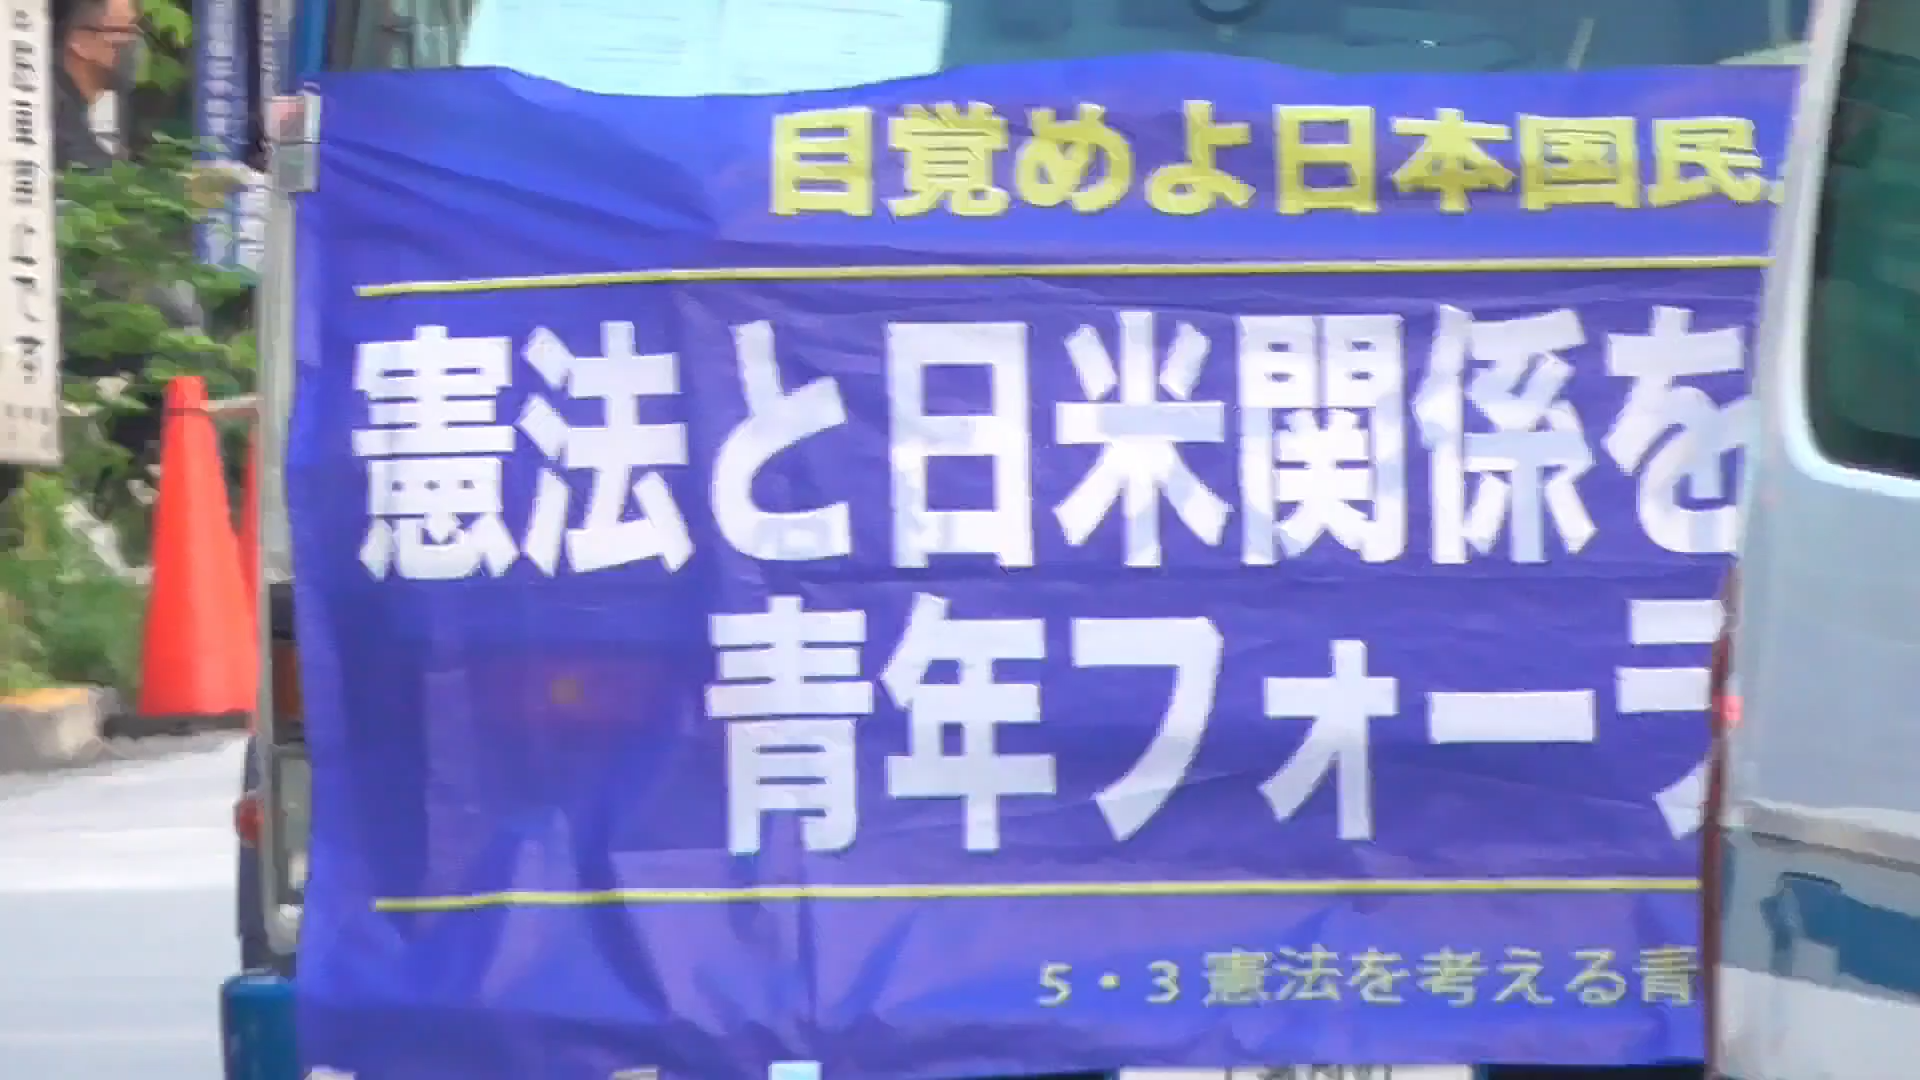 目覚めよ日本国民
憲法と日米関係を
青年フォーラ
5・3 憲法を考える青